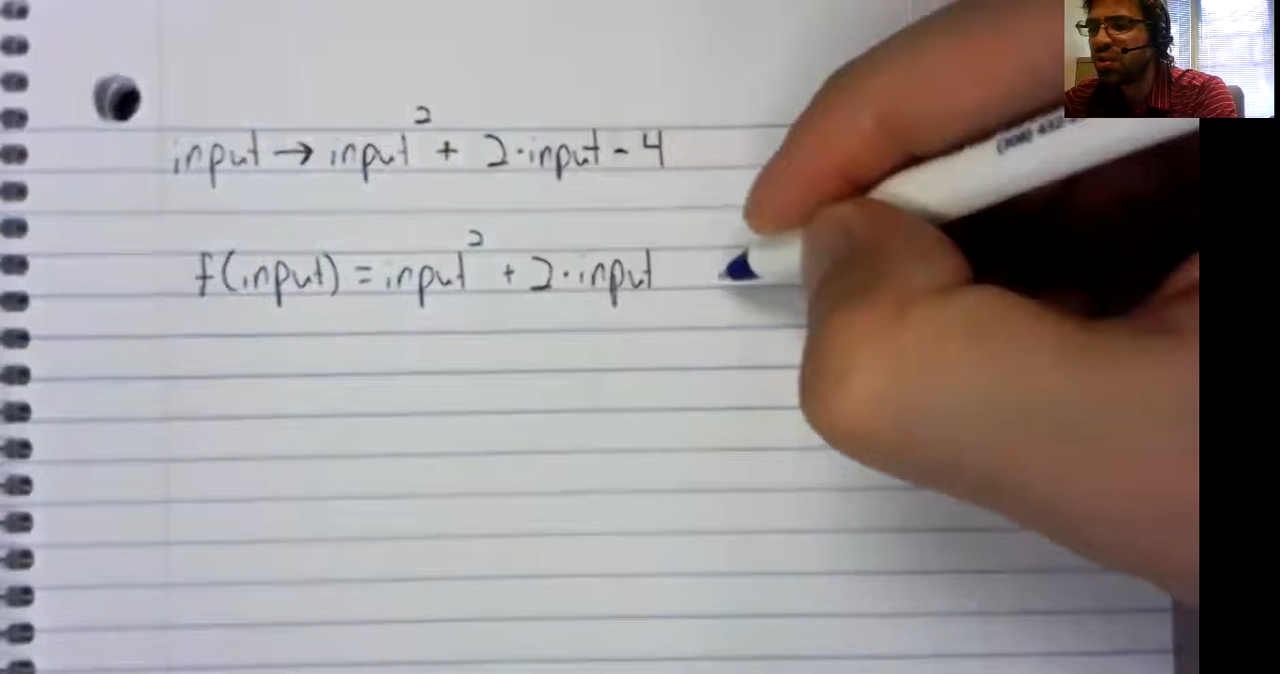 input → input² + 2·input - 4
f(input) = input² + 2·input